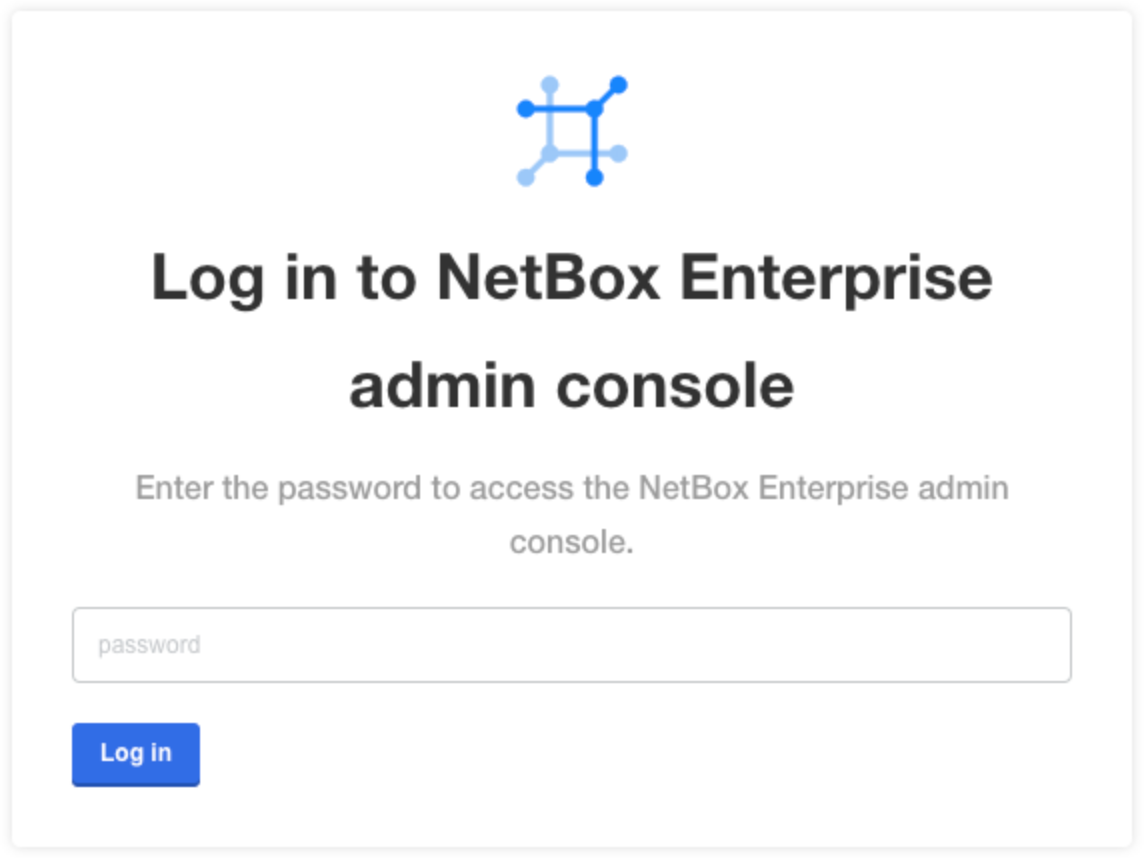 Log in to NetBox Enterprise
admin console
Enter the password to access the NetBox Enterprise admin
console.
password
Log in